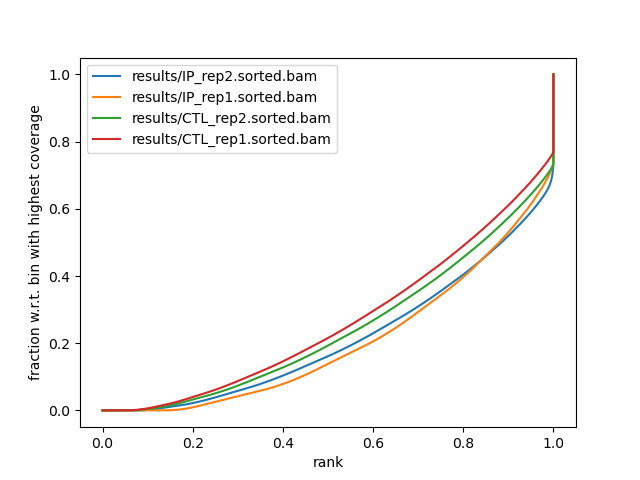 results/IP_rep2.sorted.bam
results/IP_rep1.sorted.bam
results/CTL_rep2.sorted.bam
results/CTL_rep1.sorted.bam
fraction w.r.t. bin with highest coverage
1.0
0.8
0.6
0.4
0.2
0.0
0.0 0.2 0.4 0.6 0.8 1.0
rank